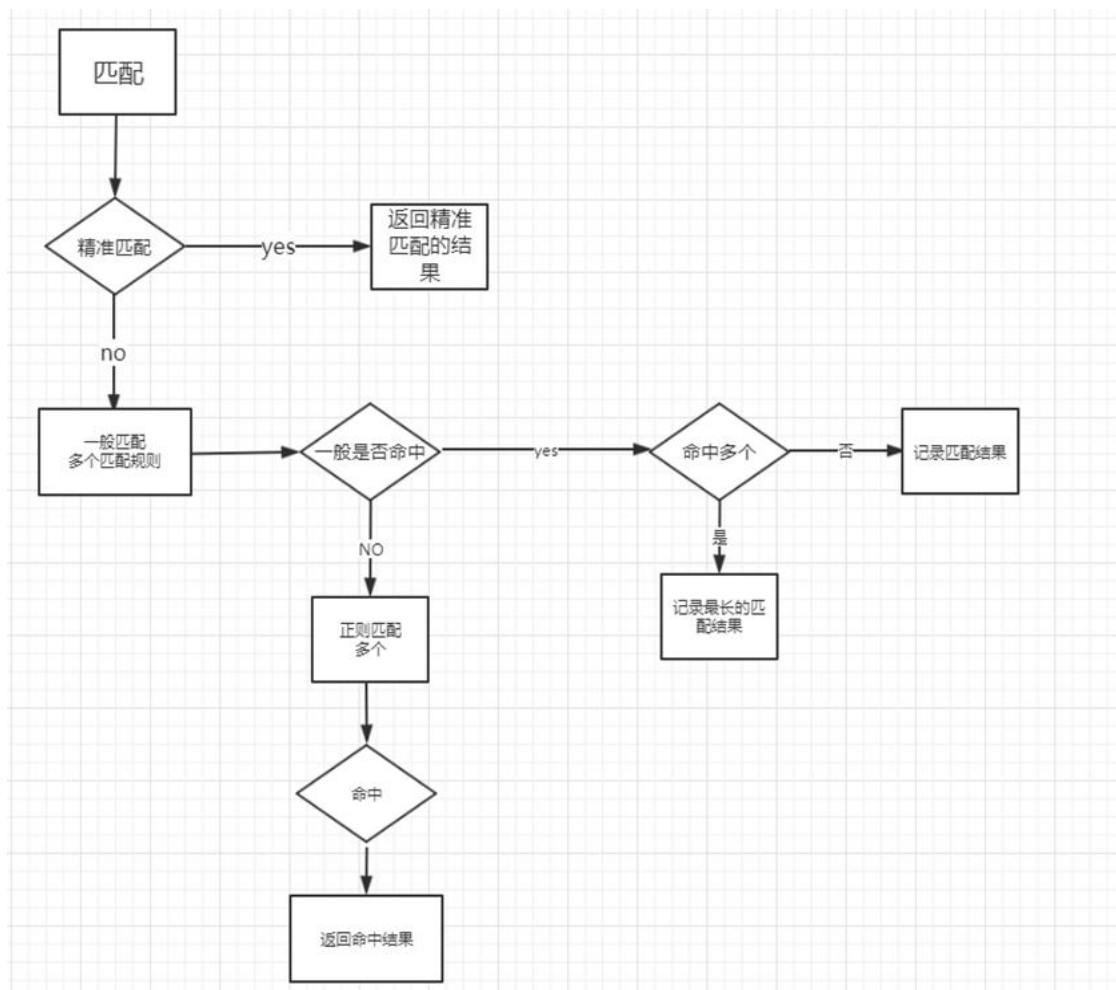 匹配
精准匹配
yes
返回精准
匹配的结
果
no
一般匹配
多个匹配规则
一般是否命中
yes
命中多个
否
记录匹配结果
NO
是
正则匹配
多个
记录最长的匹
配结果
命中
返回命中结果